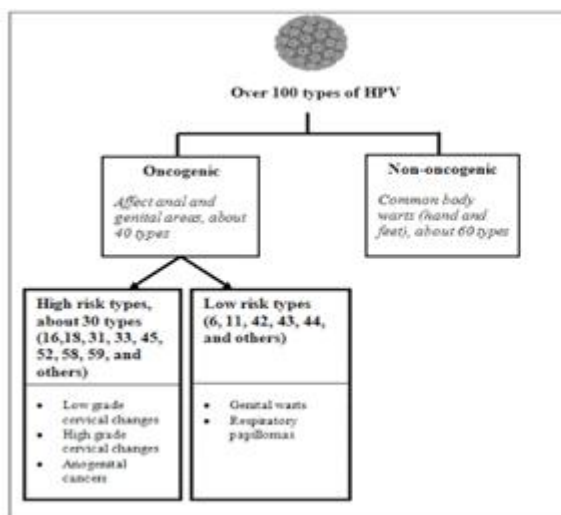 Over 100 types of HPV
Oncogenic
Affect anal and
genital areas, about
40 types
Non-oncogenic
Common body
warts (hand and
feet), about 60 types
High risk types,
about 30 types
(16,18, 31, 33, 45,
52, 58, 59, and
others)
• Low grade
cervical changes
• High grade
cervical changes
• Anogenital
cancers
Low risk types
(6, 11, 42, 43, 44,
and others)
• Genital warts
• Respiratory
papillomas